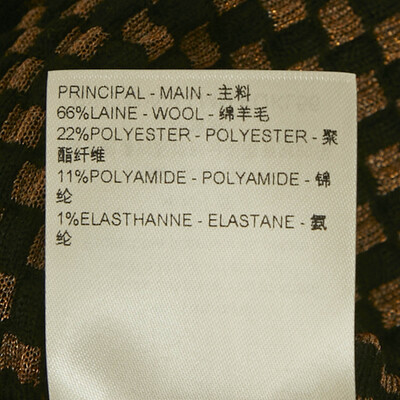 PRINCIPAL - MAIN - 主料
66%LAINE - WOOL - 绵羊毛
22%POLYESTER - POLYESTER - 聚
酯纤维
11%POLYAMIDE - POLYAMIDE - 锦
纶
1%ELASTHANNE - ELASTANE - 氨
纶